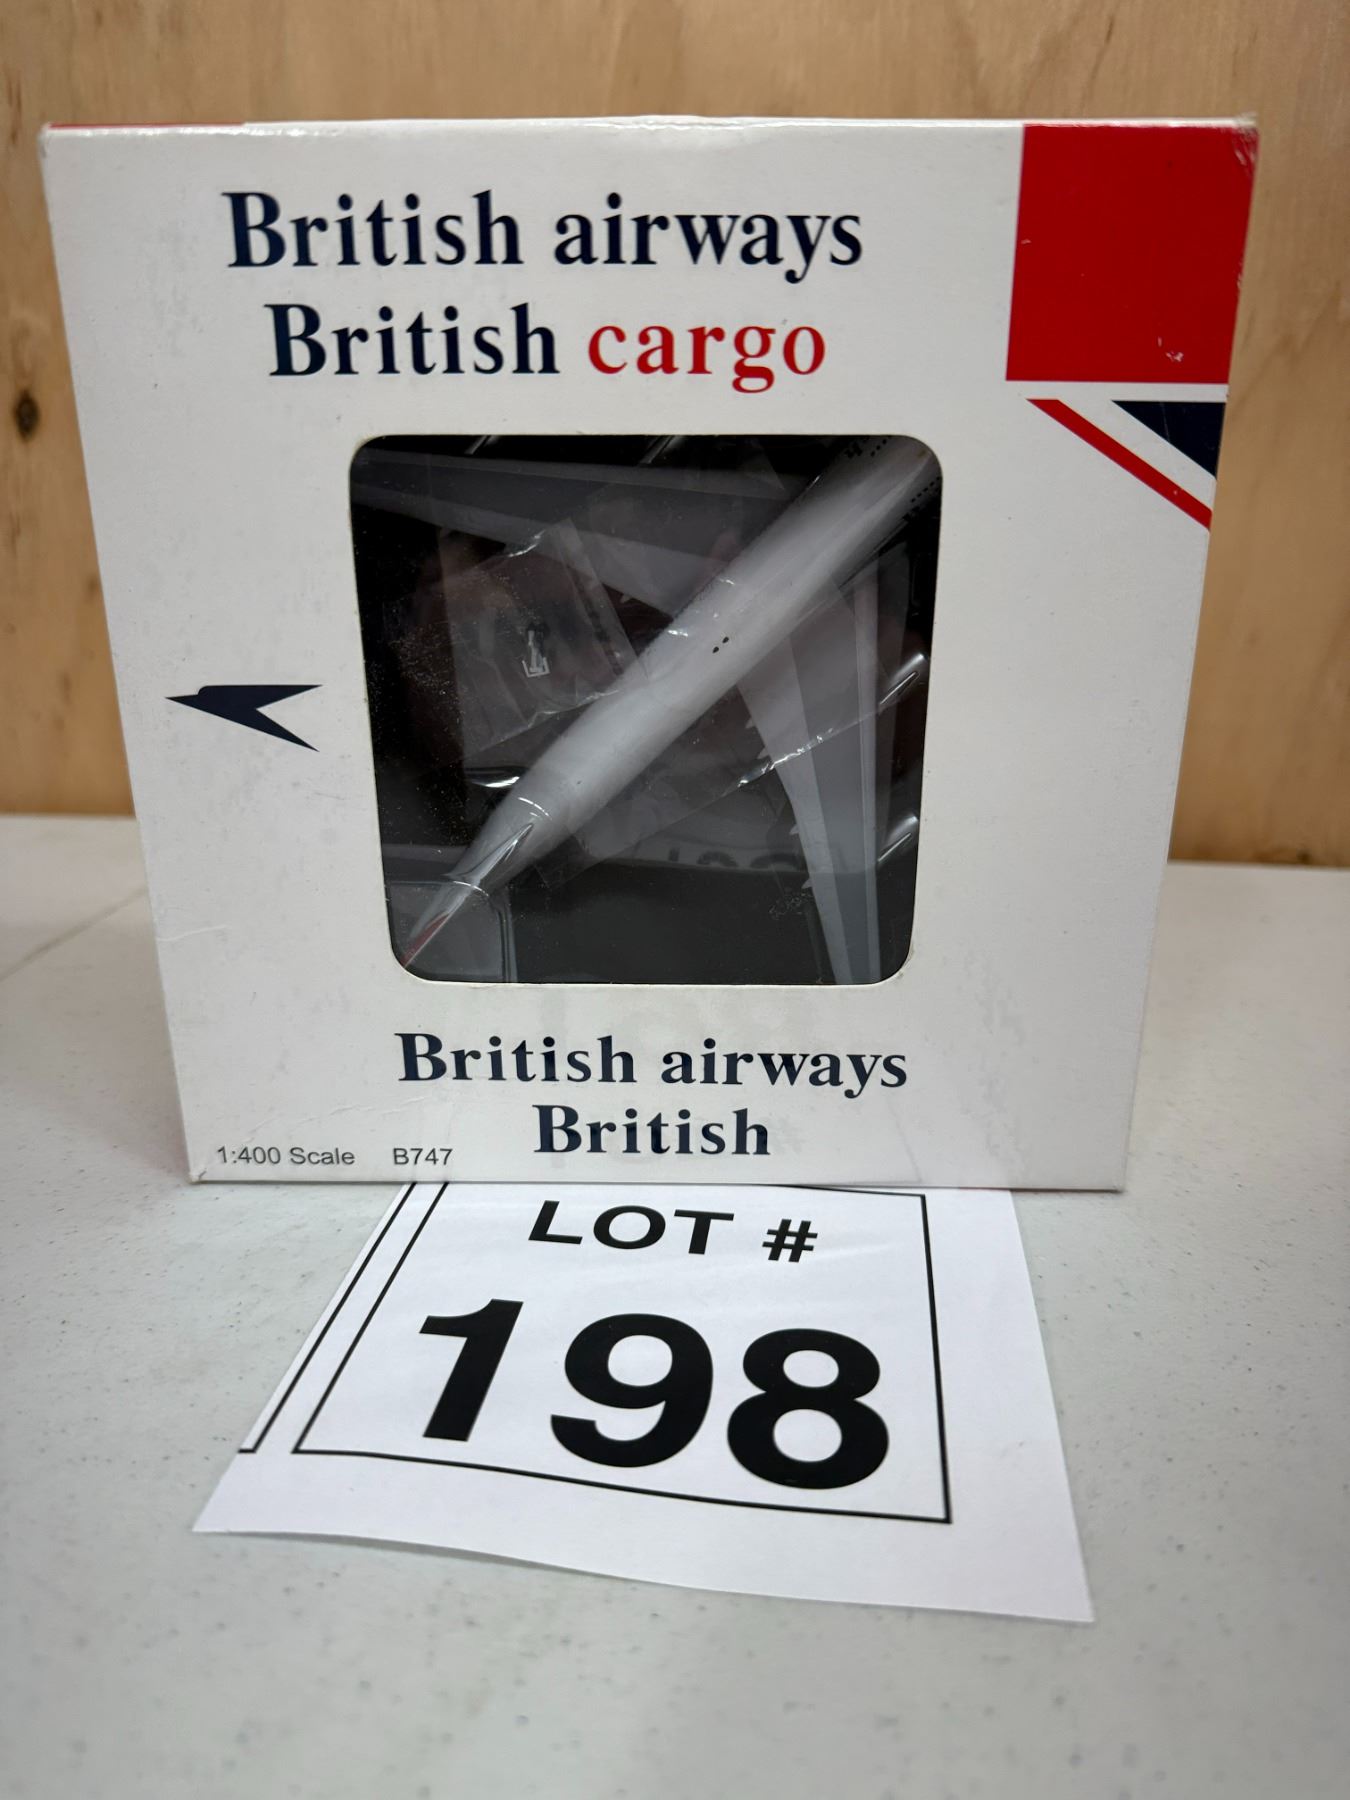 British airways
British cargo
British airways
British
1:400 Scale B747
LOT #
198